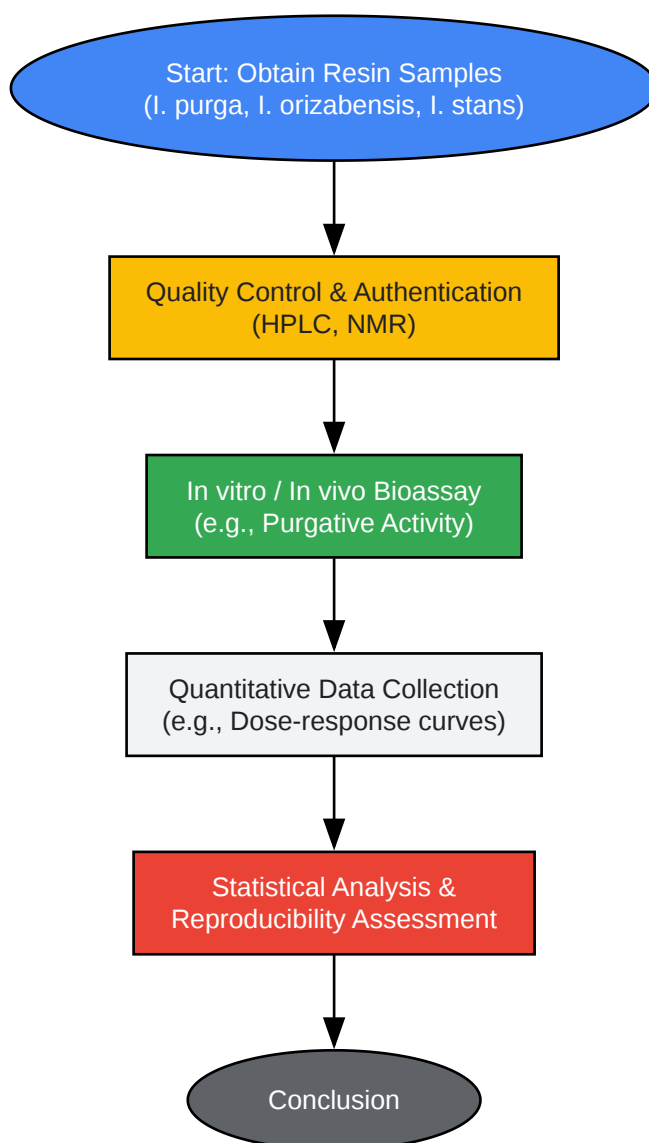 Start: Obtain Resin Samples
(I. purga, I. orizabensis, I. stans)
Quality Control & Authentication
(HPLC, NMR)
In vitro / In vivo Bioassay
(e.g., Purgative Activity)
Quantitative Data Collection
(e.g., Dose-response curves)
Statistical Analysis &
Reproducibility Assessment
Conclusion